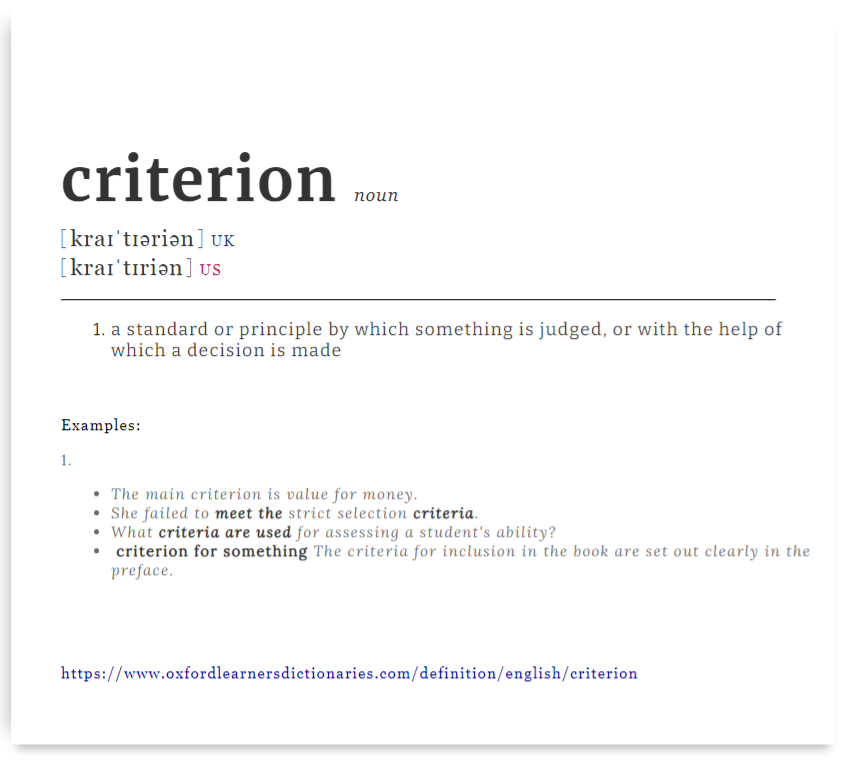 criterion noun
[kraɪˈtɪəriən] UK
[kraɪˈtɪriən] US
1. a standard or principle by which something is judged, or with the help of
which a decision is made
Examples:
1.
• The main criterion is value for money.
• She failed to meet the strict selection criteria.
• What criteria are used for assessing a student's ability?
• criterion for something The criteria for inclusion in the book are set out clearly in the
preface.
https://www.oxfordlearnersdictionaries.com/definition/english/criterion